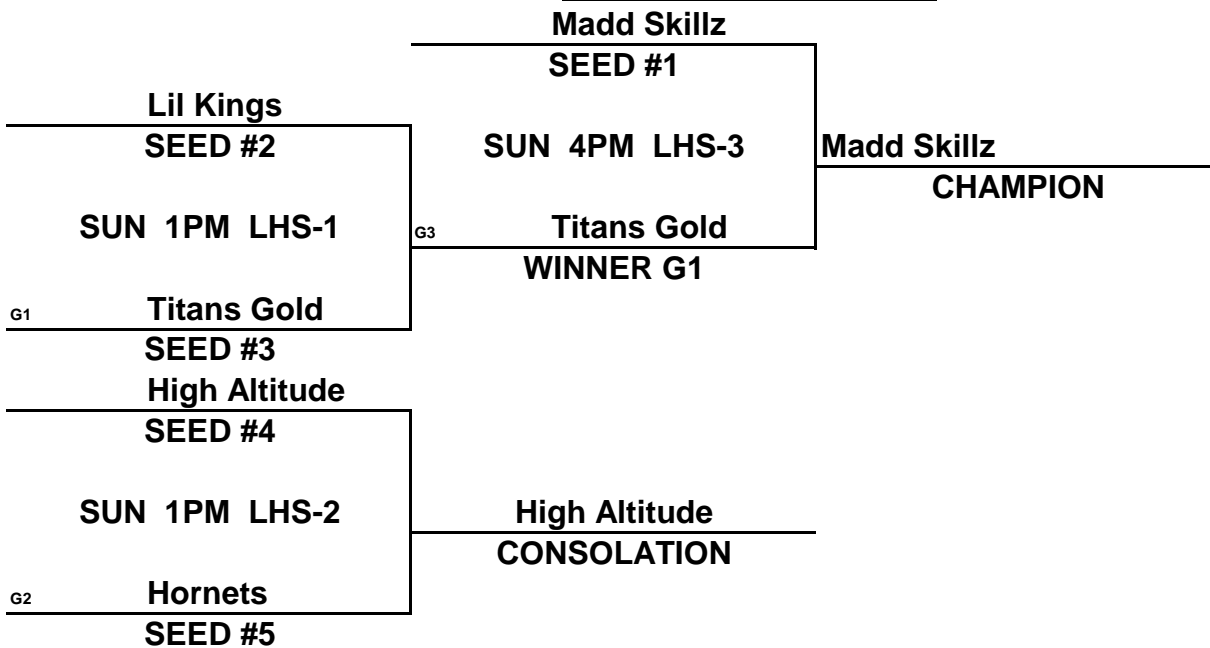 Madd Skillz
SEED #1
Lil Kings
SEED #2
SUN 4PM LHS-3
Madd Skillz
CHAMPION
SUN 1PM LHS-1
G3 Titans Gold
WINNER G1
G1 Titans Gold
SEED #3
High Altitude
SEED #4
SUN 1PM LHS-2
High Altitude
CONSOLATION
G2 Hornets
SEED #5